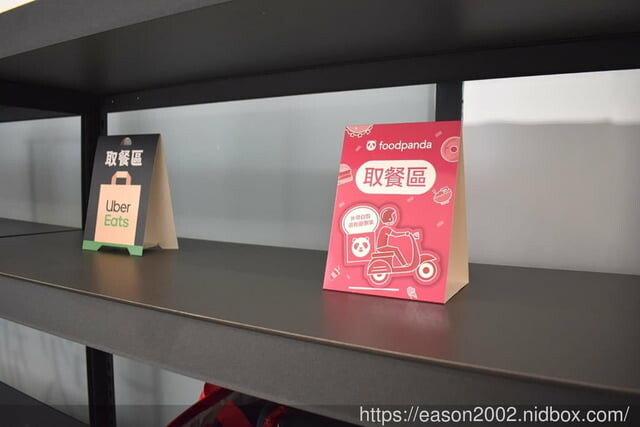 取餐區
Uber
Eats
foodpanda
取餐區
https://eason2002.nidbox.com/